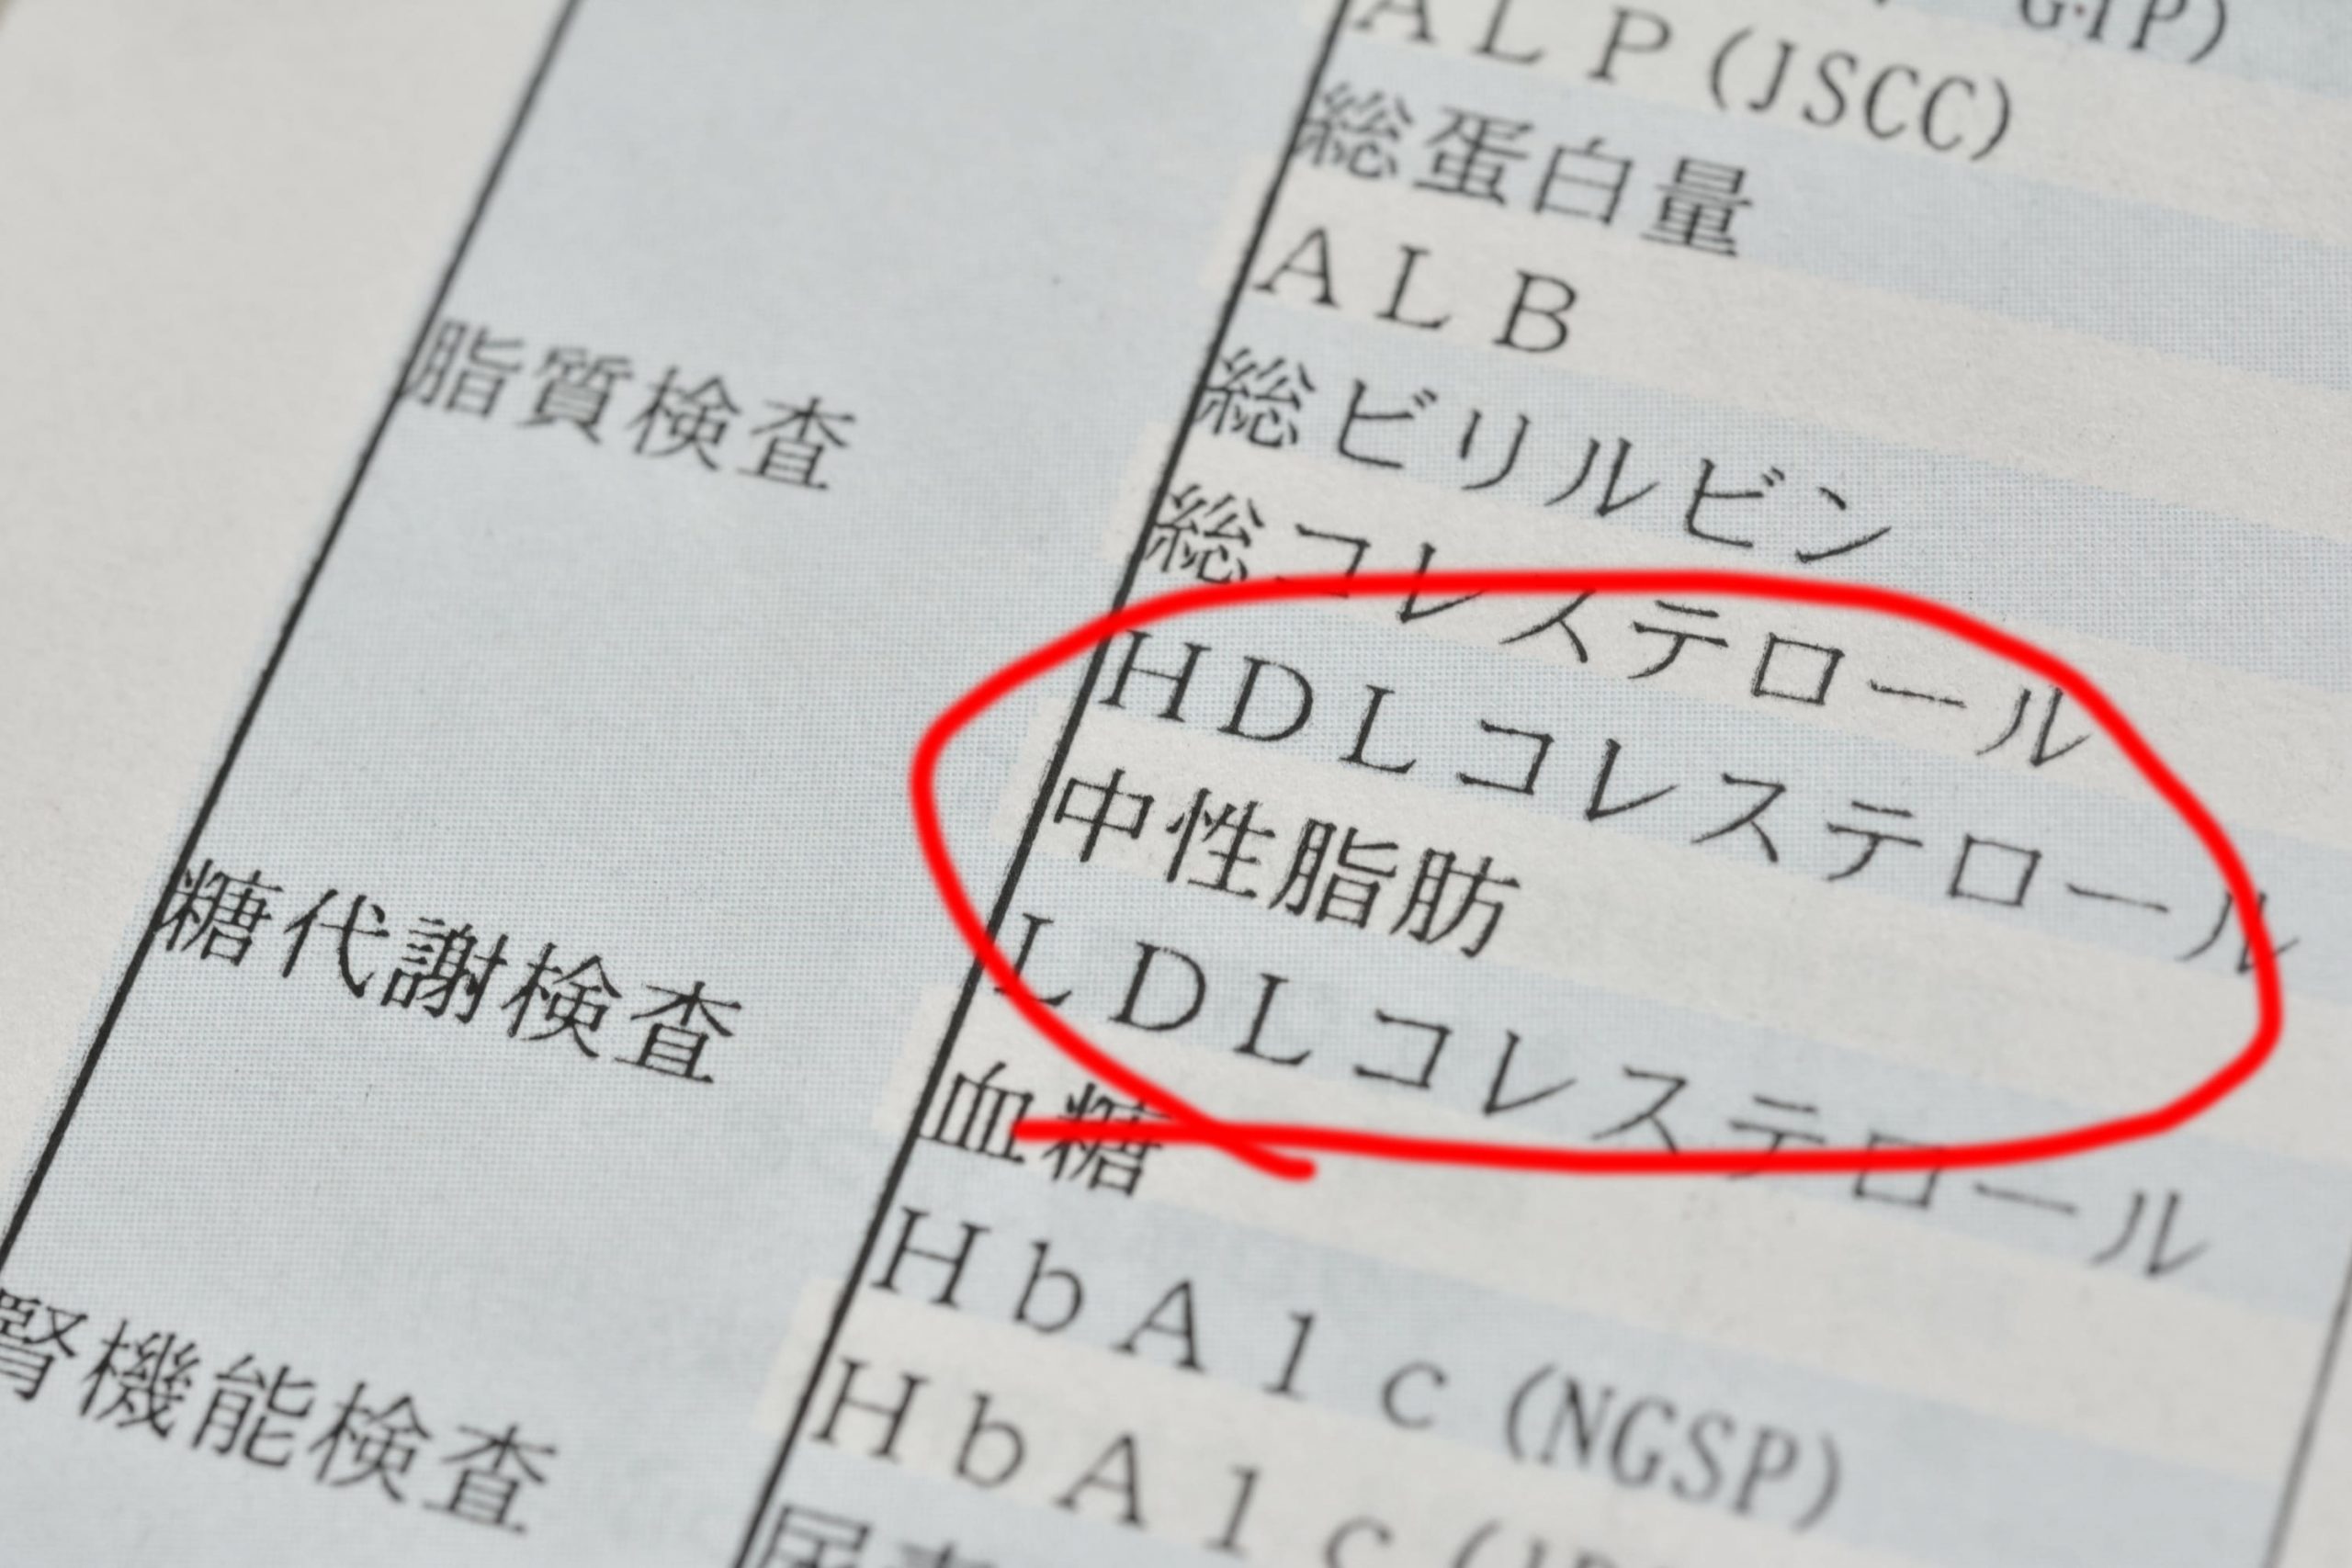 GTP)
ALP(JSCC)
総蛋白量
ALB
総ビリルビン
脂質検査
総コレステロール
HDLコレステロール
中性脂肪
LDLコレステロール
糖代謝検査
血糖
HbA1c(NGSP)
HbA1c(
腎機能検査
尿